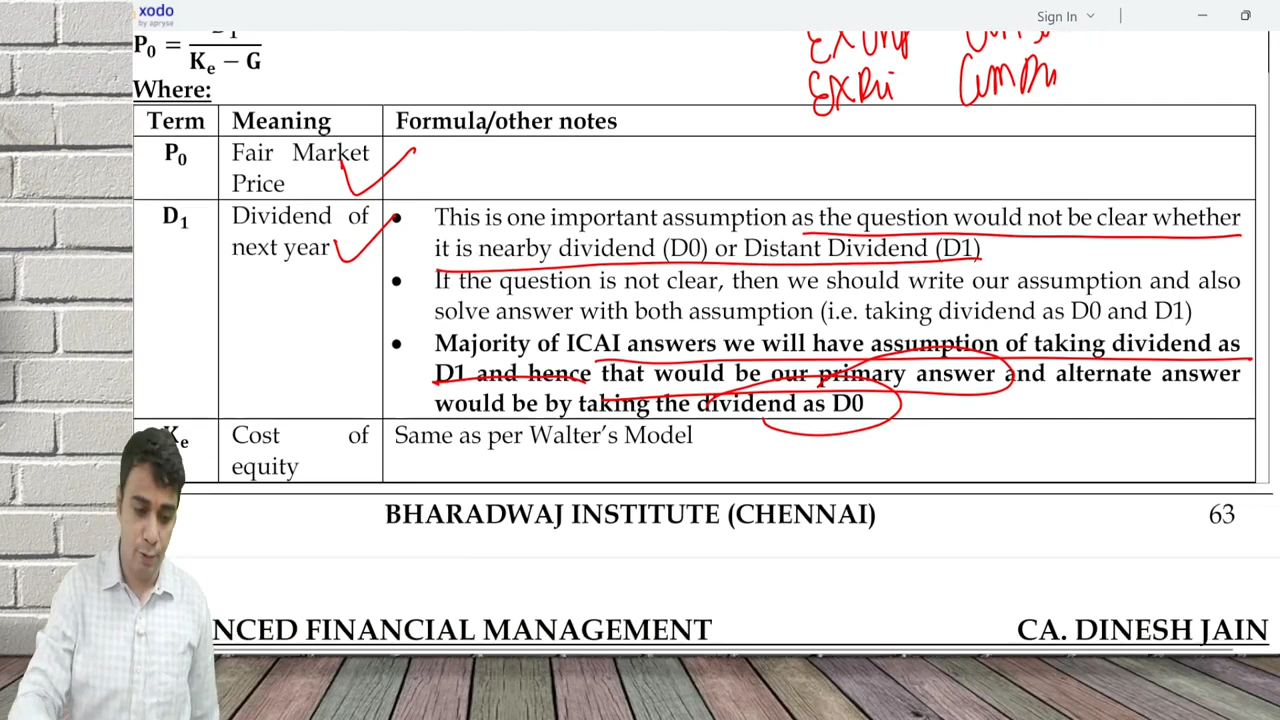 xodo
by apryse
Sign In
P0 = D1
Ke − G
Where:
Term Meaning Formula/other notes
P0 Fair Market
Price
D1 Dividend of
next year
• This is one important assumption as the question would not be clear whether
it is nearby dividend (D0) or Distant Dividend (D1)
• If the question is not clear, then we should write our assumption and also
solve answer with both assumption (i.e. taking dividend as D0 and D1)
• Majority of ICAI answers we will have assumption of taking dividend as
D1 and hence that would be our primary answer and alternate answer
would be by taking the dividend as D0
Ke Cost of
equity
Same as per Walter's Model
BHARADWAJ INSTITUTE (CHENNAI) 63
NCED FINANCIAL MANAGEMENT CA. DINESH JAIN